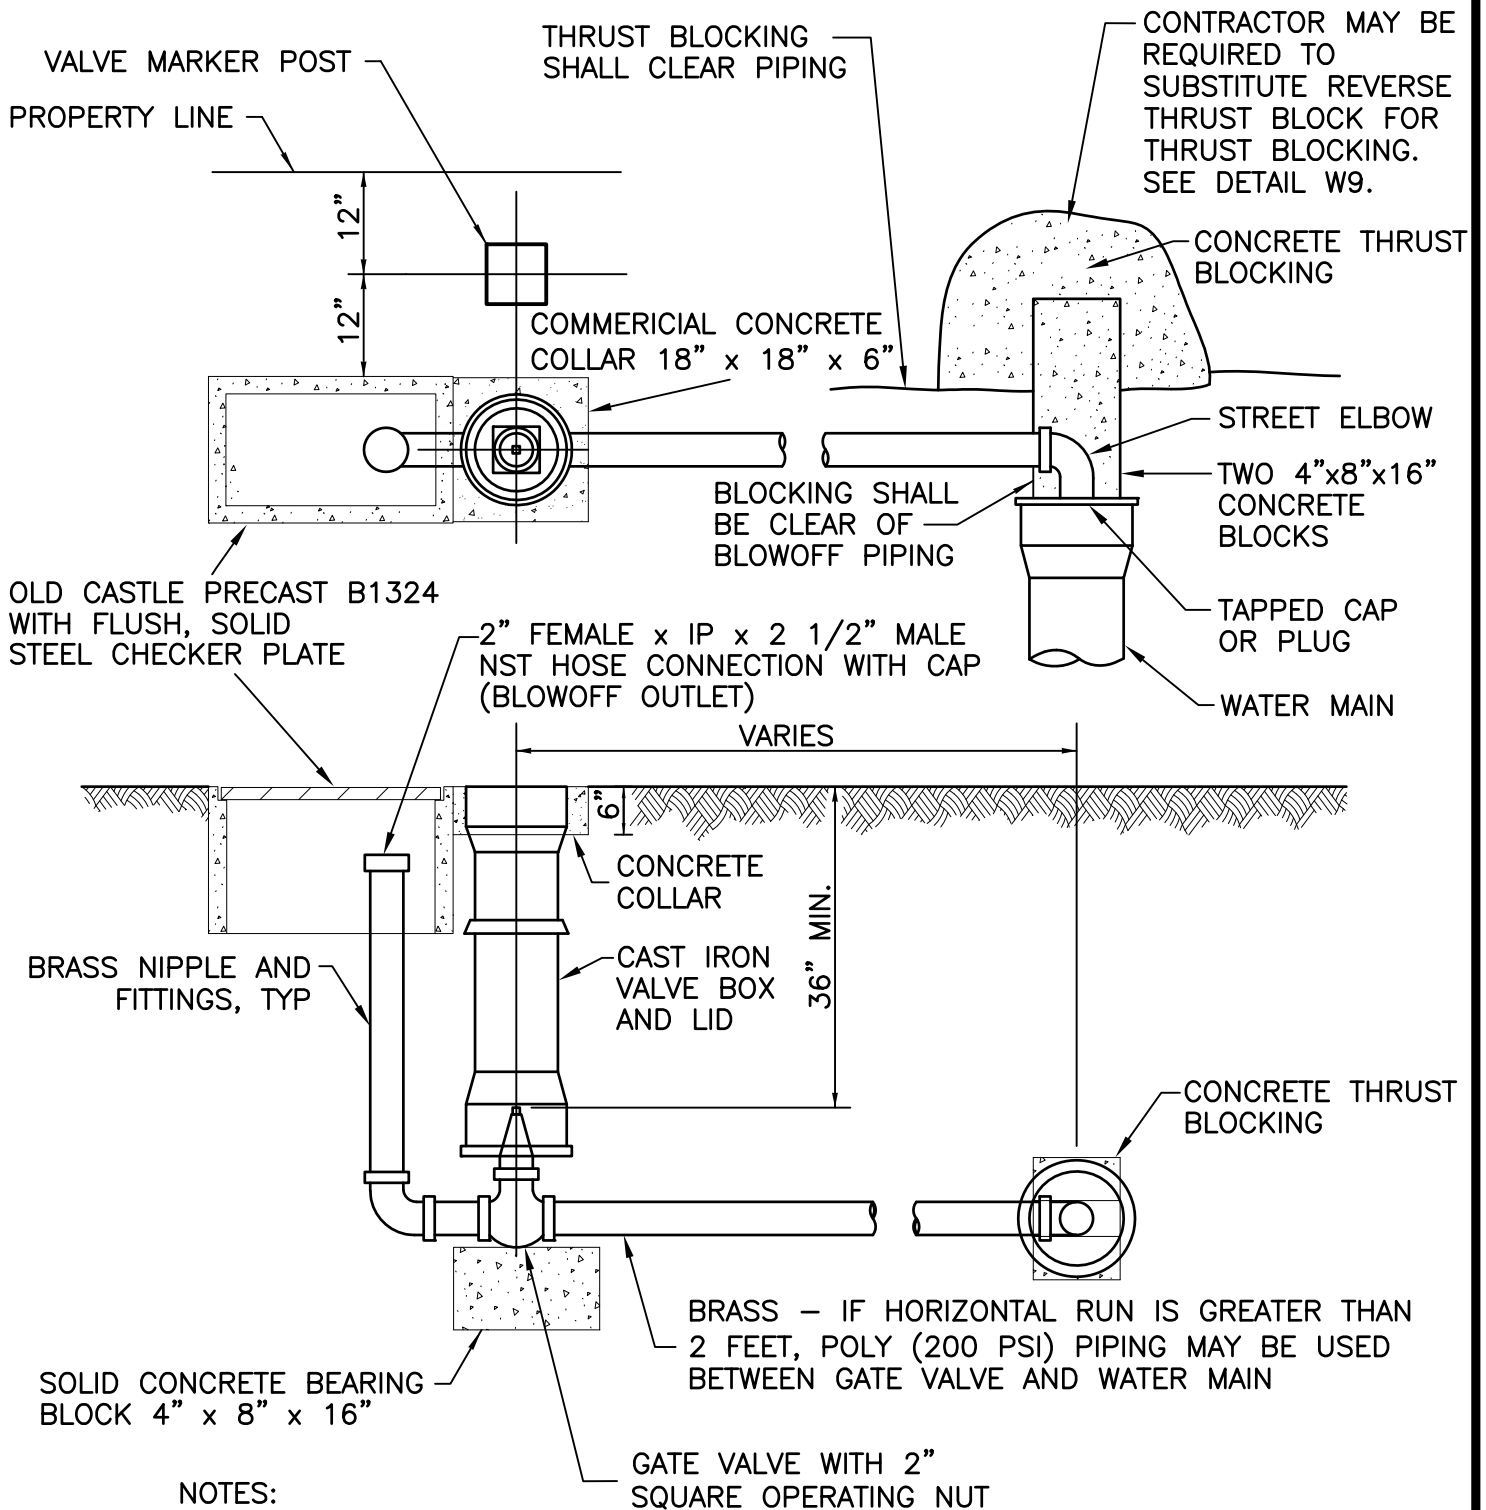 VALVE MARKER POST
PROPERTY LINE
THRUST BLOCKING
SHALL CLEAR PIPING
CONTRACTOR MAY BE
REQUIRED TO
SUBSTITUTE REVERSE
THRUST BLOCK FOR
THRUST BLOCKING.
SEE DETAIL W9.
12"
12"
CONCRETE THRUST
BLOCKING
COMMERICIAL CONCRETE
COLLAR 18" x 18" x 6"
STREET ELBOW
TWO 4"x8"x16"
CONCRETE
BLOCKS
BLOCKING SHALL
BE CLEAR OF
BLOWOFF PIPING
OLD CASTLE PRECAST B1324
WITH FLUSH, SOLID
STEEL CHECKER PLATE
TAPPED CAP
OR PLUG
2" FEMALE x IP x 2 1/2" MALE
NST HOSE CONNECTION WITH CAP
(BLOWOFF OUTLET)
WATER MAIN
VARIES
6"
CONCRETE
COLLAR
36" MIN.
BRASS NIPPLE AND
FITTINGS, TYP
CAST IRON
VALVE BOX
AND LID
CONCRETE THRUST
BLOCKING
BRASS – IF HORIZONTAL RUN IS GREATER THAN
2 FEET, POLY (200 PSI) PIPING MAY BE USED
BETWEEN GATE VALVE AND WATER MAIN
SOLID CONCRETE BEARING
BLOCK 4" x 8" x 16"
GATE VALVE WITH 2"
SQUARE OPERATING NUT
NOTES: